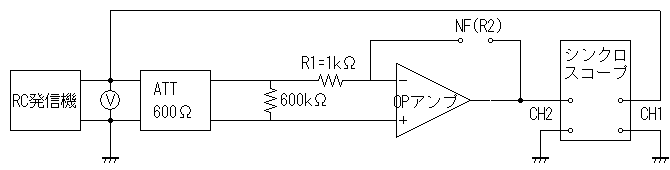 NF(R2)
R1=1kΩ
シンクロ
スコープ
RC発信機
V
ATT
600Ω
600kΩ
−
OPアンプ
+
CH2
CH1